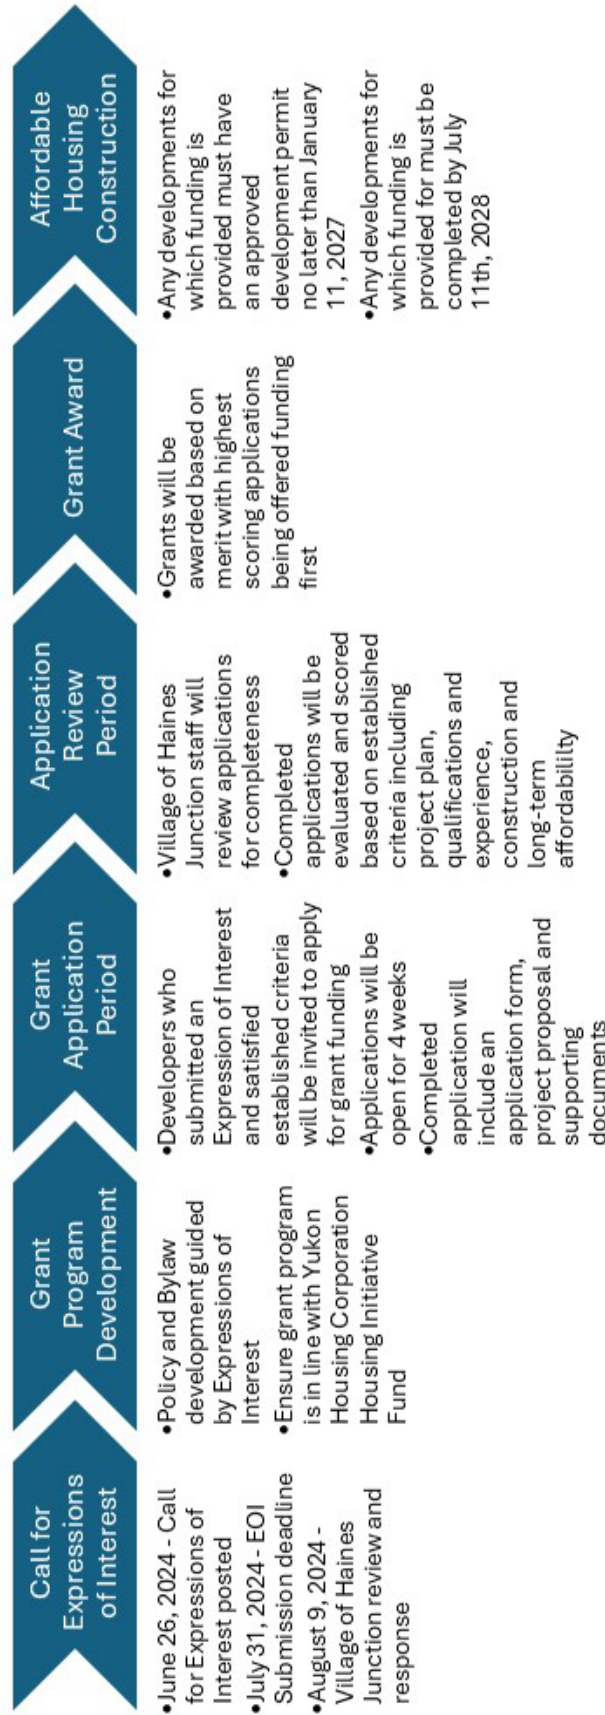 Call for
Expressions
of Interest
•June 26, 2024 - Call
for Expressions of
Interest posted
•July 31, 2024 - EOI
Submission deadline
•August 9, 2024 -
Village of Haines
Junction review and
response
Grant
Program
Development
•Policy and Bylaw
development guided
by Expressions of
Interest
•Ensure grant program
is in line with Yukon
Housing Corporation
Housing Initiative
Fund
Grant
Application
Period
•Developers who
submitted an
Expression of Interest
and satisfied
established criteria
will be invited to apply
for grant funding
•Applications will be
open for 4 weeks
•Completed
application will
include an
application form,
project proposal and
supporting
documents
Application
Review
Period
•Village of Haines
Junction staff will
review applications
for completeness
•Completed
applications will be
evaluated and scored
based on established
criteria including
project plan,
qualifications and
experience,
construction and
long-term
affordabililty
Grant Award
•Grants will be
awarded based on
merit with highest
scoring applications
being offered funding
first
Affordable
Housing
Construction
•Any developments for
which funding is
provided must have
an approved
development permit
no later than January
11, 2027
•Any developments for
which funding is
provided for must be
completed by July
11th, 2028